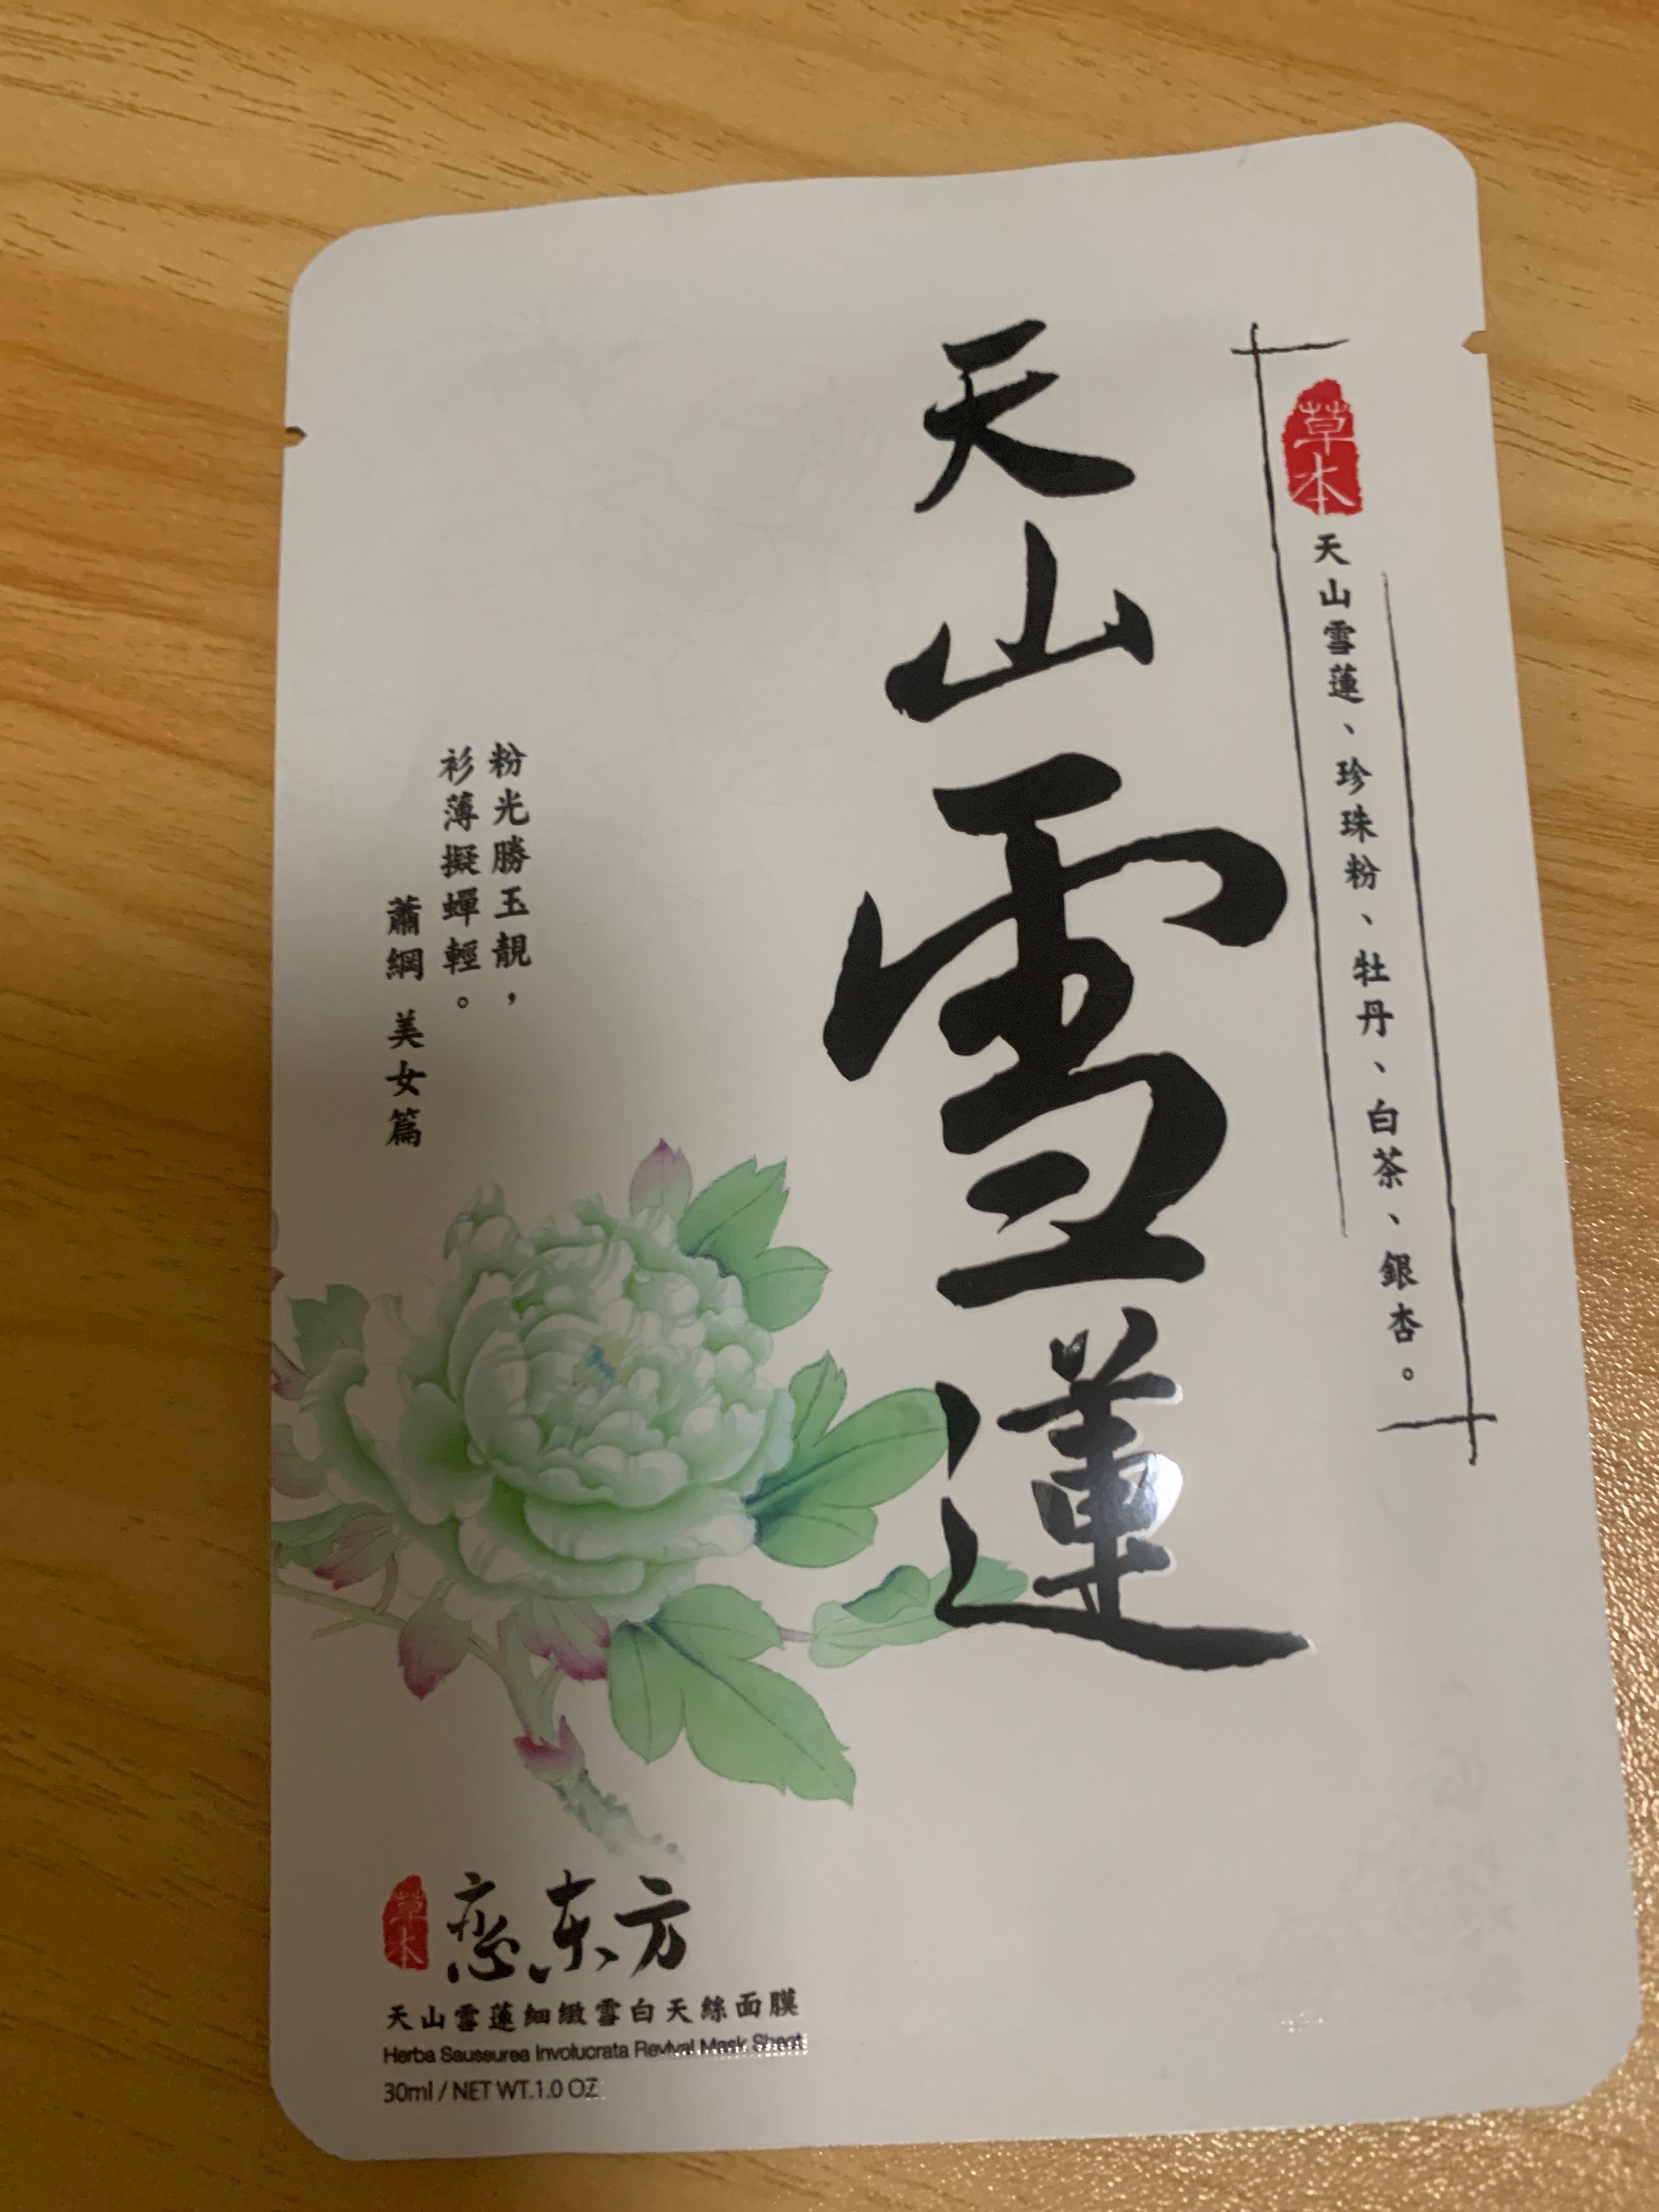 草本
天山雪蓮、珍珠粉、牡丹、白茶、銀杏。
天山雪蓮
粉光勝玉靚，
衫薄擬蟬輕。
蕭綱 美女篇
草本
恋东方
天山雪蓮細緻雪白天絲面膜
Herba Saussurea Involucrata Revival Mask Sheet
30ml / NET WT.1.0 OZ